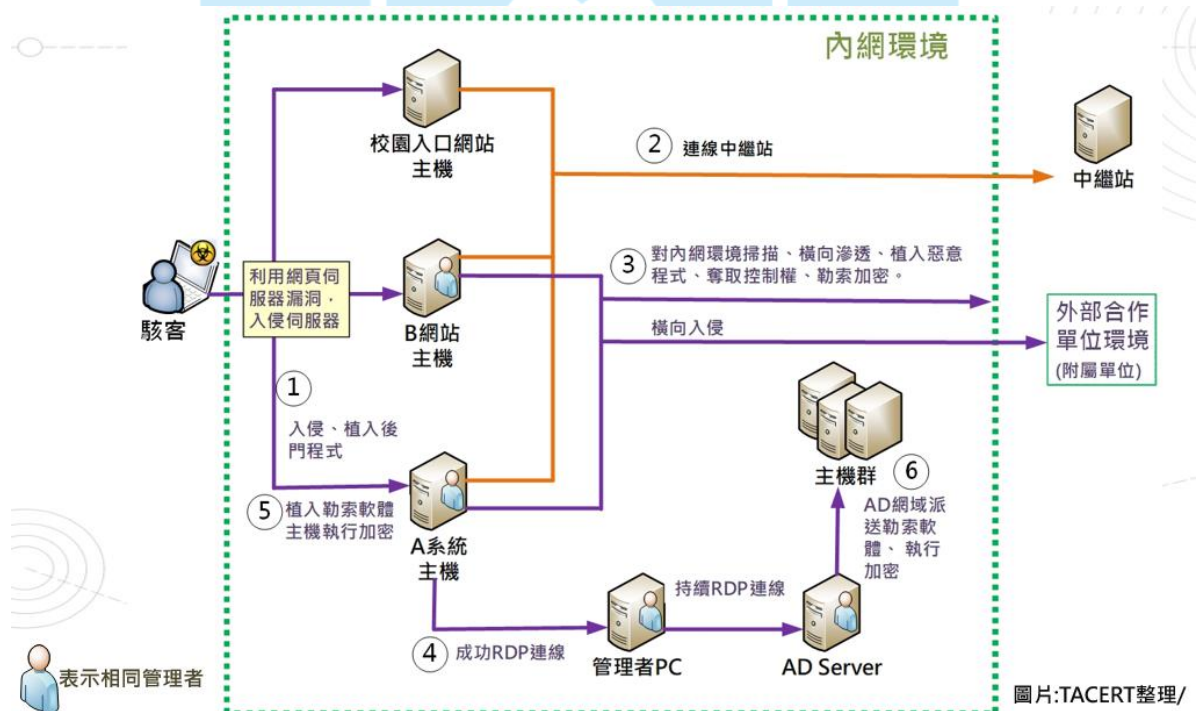 內網環境
校園入口網站
主機
② 連線中繼站
中繼站
駭客
利用網頁伺
服器漏洞，
入侵伺服器
B網站
主機
③ 對內網環境掃描、橫向滲透、植入惡意
程式、奪取控制權、勒索加密。
橫向入侵
外部合作
單位環境
(附屬單位)
①
入侵、植入後
門程式
⑤ 植入勒索軟體
主機執行加密
A系統
主機
主機群
⑥
AD網域派
送勒索軟
體、執行
加密
④ 成功RDP連線
管理者PC
持續RDP連線
AD Server
表示相同管理者
圖片:TACERT整理/